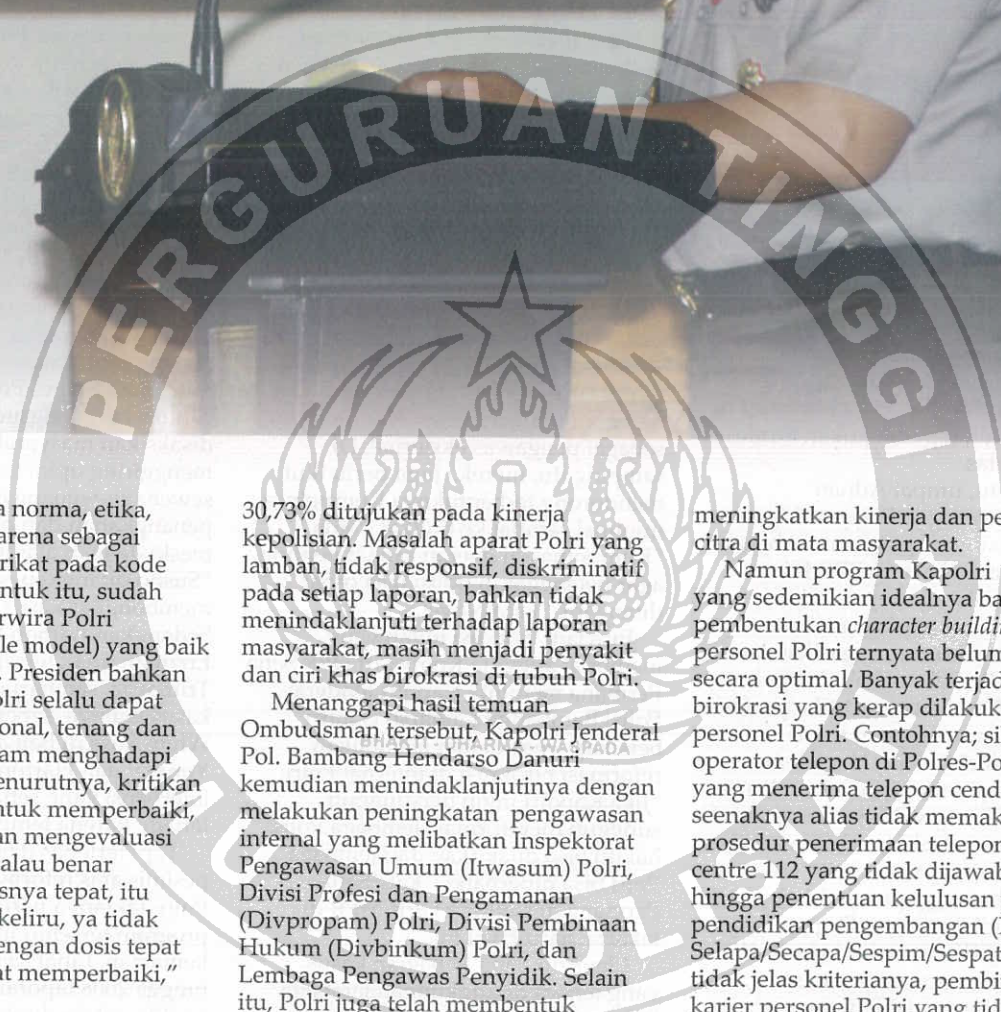 PERGURUAN TINGGI
ILMU KEPOLISIAN
BHAKTI - DHARMA - WASPADA
norma, etika,
arena sebagai
rikat pada kode
ntuk itu, sudah
rwira Polri
le model) yang baik
. Presiden bahkan
olri selalu dapat
onal, tenang dan
am menghadapi
enurutnya, kritikan
ntuk memperbaiki,
an mengevaluasi
alau benar
snya tepat, itu
keliru, ya tidak
engan dosis tepat
at memperbaiki,”
30,73% ditujukan pada kinerja
kepolisian. Masalah aparat Polri yang
lamban, tidak responsif, diskriminatif
pada setiap laporan, bahkan tidak
menindaklanjuti terhadap laporan
masyarakat, masih menjadi penyakit
dan ciri khas birokrasi di tubuh Polri.
Menanggapi hasil temuan
Ombudsman tersebut, Kapolri Jenderal
Pol. Bambang Hendarso Danuri
kemudian menindaklanjutinya dengan
melakukan peningkatan pengawasan
internal yang melibatkan Inspektorat
Pengawasan Umum (Itwasum) Polri,
Divisi Profesi dan Pengamanan
(Divpropam) Polri, Divisi Pembinaan
Hukum (Divbinkum) Polri, dan
Lembaga Pengawas Penyidik. Selain
itu, Polri juga telah membentuk
meningkatkan kinerja dan pe
citra di mata masyarakat.
Namun program Kapolri
yang sedemikian idealnya ba
pembentukan character buildin
personel Polri ternyata belum
secara optimal. Banyak terjad
birokrasi yang kerap dilakuk
personel Polri. Contohnya; si
operator telepon di Polres-Po
yang menerima telepon cend
seenaknya alias tidak memak
prosedur penerimaan telepon
centre 112 yang tidak dijawab
hingga penentuan kelulusan
pendidikan pengembangan (
Selapa/Secapa/Sespim/Sespat
tidak jelas kriterianya, pembi
karier personel Polri yang tid